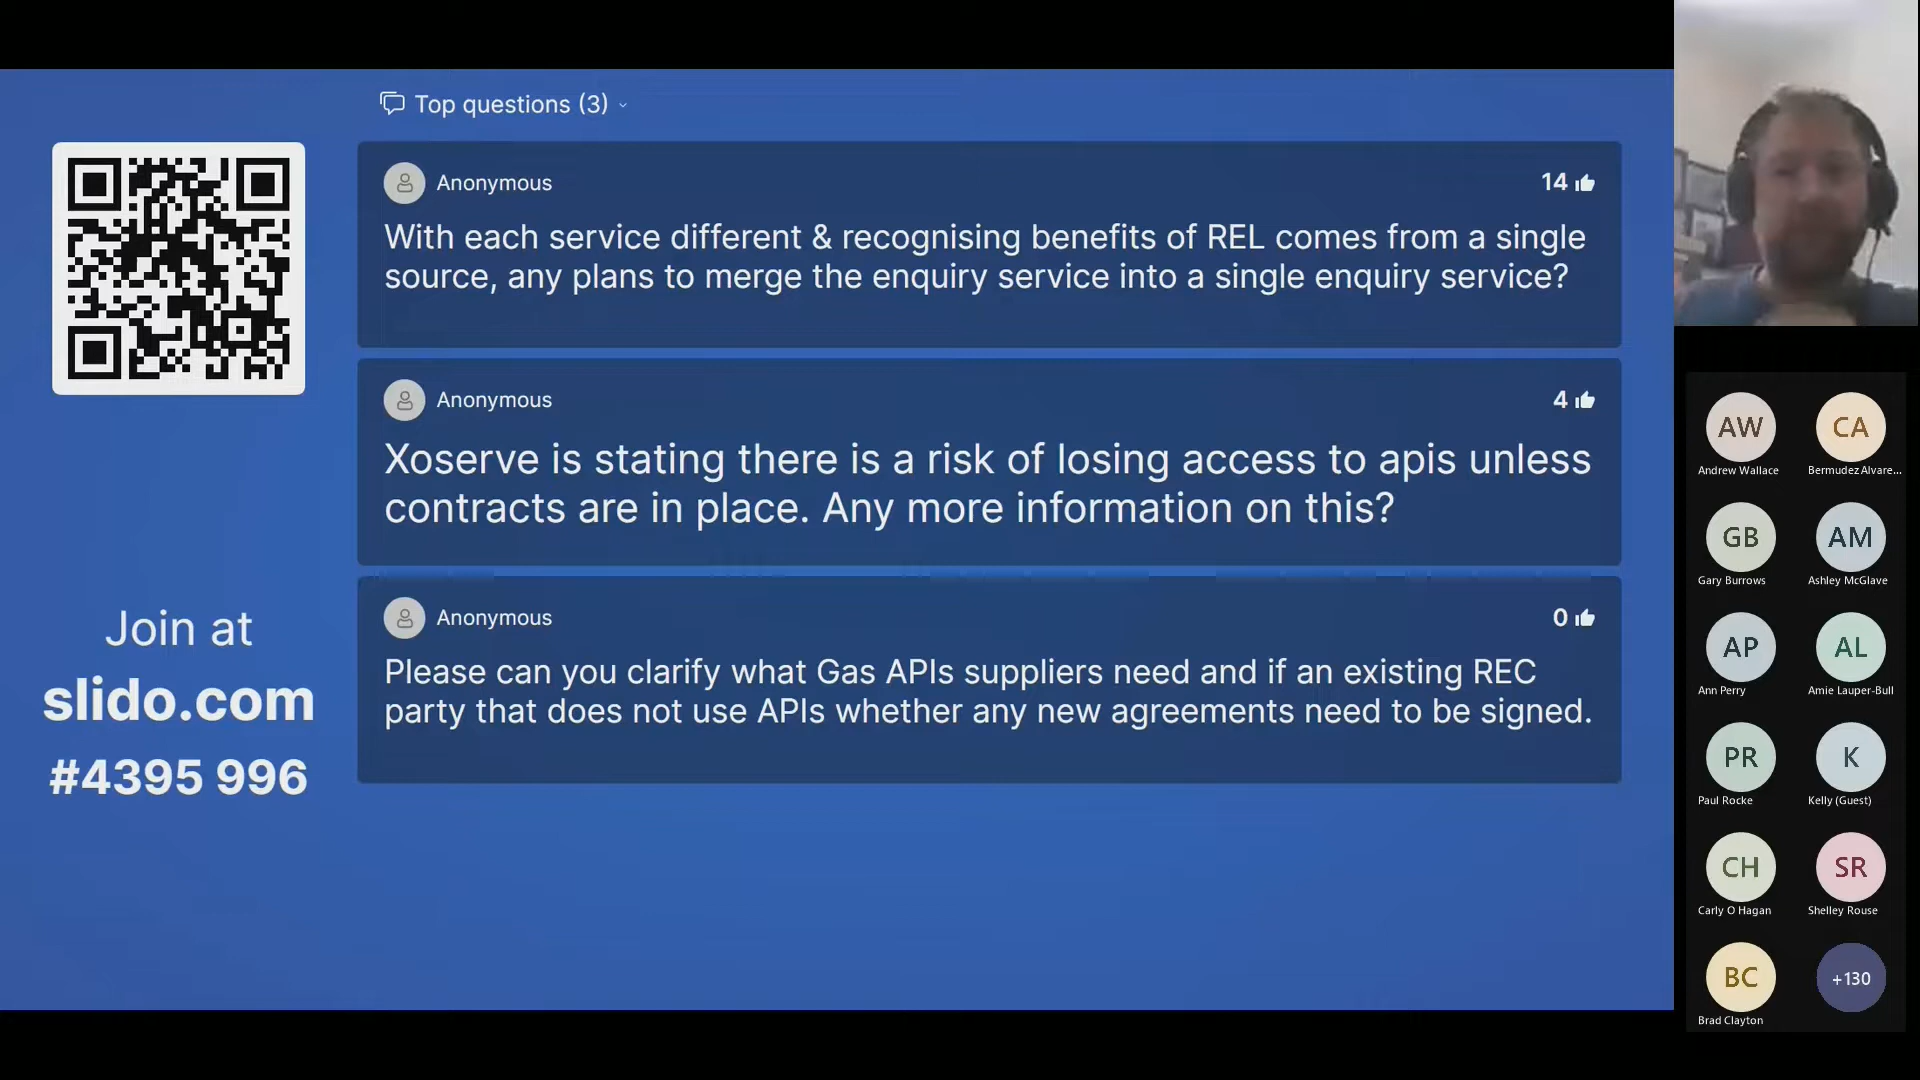 Top questions (3)
Anonymous
14
With each service different & recognising benefits of REL comes from a single
source, any plans to merge the enquiry service into a single enquiry service?
Anonymous
4
Xoserve is stating there is a risk of losing access to apis unless
contracts are in place. Any more information on this?
Anonymous
0
Please can you clarify what Gas APIs suppliers need and if an existing REC
party that does not use APIs whether any new agreements need to be signed.
Join at
slido.com
#4395 996
AW
CA
Andrew Wallace
Bermudez Alvare...
GB
AM
Gary Burrows
Ashley McGlave
AP
AL
Ann Perry
Amie Lauper-Bull
PR
K
Paul Rocke
Kelly (Guest)
CH
SR
Carly O Hagan
Shelley Rouse
BC
+130
Brad Clayton